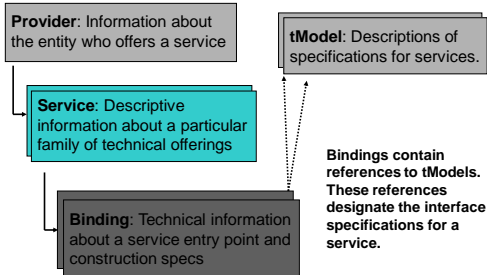 Provider: Information about
the entity who offers a service
tModel: Descriptions of
specifications for services.
Service: Descriptive
information about a particular
family of technical offerings
Bindings contain
references to tModels.
These references
designate the interface
specifications for a
service.
Binding: Technical information
about a service entry point and
construction specs